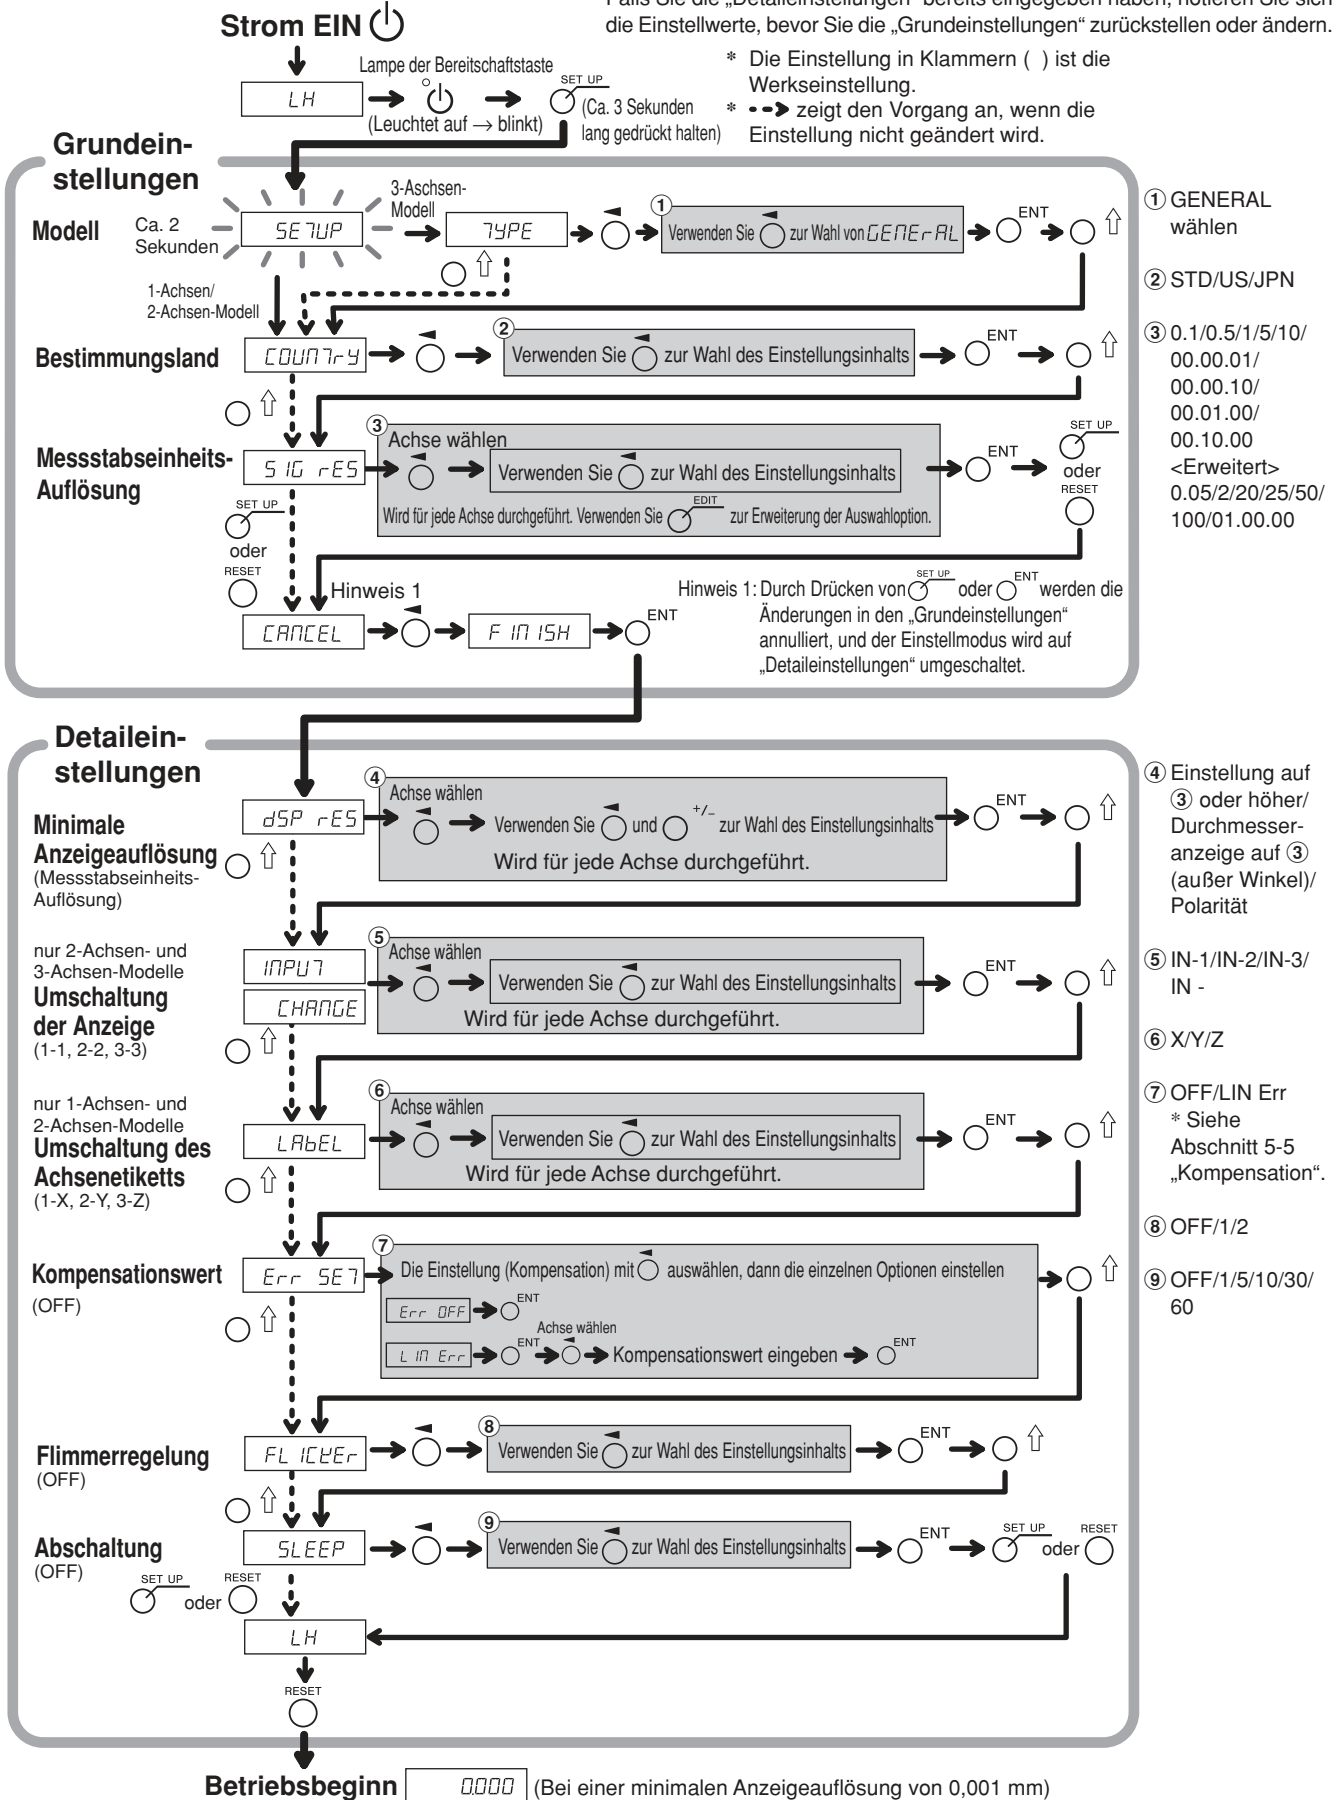 Falls Sie die „Detaileinstellungen“ bereits eingegeben haben, notieren Sie sich
die Einstellwerte, bevor Sie die „Grundeinstellungen“ zurückstellen oder ändern.
Strom EIN
Lampe der Bereitschaftstaste
LH
(Leuchtet auf → blinkt)
SET UP
(Ca. 3 Sekunden
lang gedrückt halten)
* Die Einstellung in Klammern ( ) ist die
Werkseinstellung.
* zeigt den Vorgang an, wenn die
Einstellung nicht geändert wird.
Grundein-
stellungen
Modell
Ca. 2
Sekunden
SETUP
3-Aschsen-
Modell
TYPE
①
Verwenden Sie zur Wahl von GENErAL
ENT
1-Achsen/
2-Achsen-Modell
Bestimmungsland
COUNTrY
②
Verwenden Sie zur Wahl des Einstellungsinhalts
ENT
Messstabseinheits-
Auflösung
SIG rES
③
Achse wählen
Verwenden Sie zur Wahl des Einstellungsinhalts
Wird für jede Achse durchgeführt. Verwenden Sie EDIT zur Erweiterung der Auswahloption.
ENT
SET UP
oder
RESET
SET UP
oder
RESET
Hinweis 1
CANCEL
FINISH
ENT
Hinweis 1: Durch Drücken von SET UP oder ENT werden die
Änderungen in den „Grundeinstellungen“
annulliert, und der Einstellmodus wird auf
„Detaileinstellungen“ umgeschaltet.
① GENERAL
wählen
② STD/US/JPN
③ 0.1/0.5/1/5/10/
00.00.01/
00.00.10/
00.01.00/
00.10.00
<Erweitert>
0.05/2/20/25/50/
100/01.00.00
Detailein-
stellungen
Minimale
Anzeigeauflösung
(Messstabseinheits-
Auflösung)
dSP rES
④
Achse wählen
Verwenden Sie und +/- zur Wahl des Einstellungsinhalts
Wird für jede Achse durchgeführt.
ENT
nur 2-Achsen- und
3-Achsen-Modelle
Umschaltung
der Anzeige
(1-1, 2-2, 3-3)
INPUT
CHANGE
⑤
Achse wählen
Verwenden Sie zur Wahl des Einstellungsinhalts
Wird für jede Achse durchgeführt.
ENT
nur 1-Achsen- und
2-Achsen-Modelle
Umschaltung des
Achsenetiketts
(1-X, 2-Y, 3-Z)
LAbEL
⑥
Achse wählen
Verwenden Sie zur Wahl des Einstellungsinhalts
Wird für jede Achse durchgeführt.
ENT
Kompensationswert
(OFF)
Err SET
⑦
Die Einstellung (Kompensation) mit auswählen, dann die einzelnen Optionen einstellen
Err OFF
ENT
LIN Err
ENT
Achse wählen
Kompensationswert eingeben
ENT
Flimmerregelung
(OFF)
FLICKEr
⑧
Verwenden Sie zur Wahl des Einstellungsinhalts
ENT
Abschaltung
(OFF)
SLEEP
⑨
Verwenden Sie zur Wahl des Einstellungsinhalts
ENT
SET UP
oder
RESET
SET UP
oder
RESET
LH
RESET
④ Einstellung auf
③ oder höher/
Durchmesser-
anzeige auf ③
(außer Winkel)/
Polarität
⑤ IN-1/IN-2/IN-3/
IN -
⑥ X/Y/Z
⑦ OFF/LIN Err
* Siehe
Abschnitt 5-5
„Kompensation“.
⑧ OFF/1/2
⑨ OFF/1/5/10/30/
60
Betriebsbeginn 0.000 (Bei einer minimalen Anzeigeauflösung von 0,001 mm)